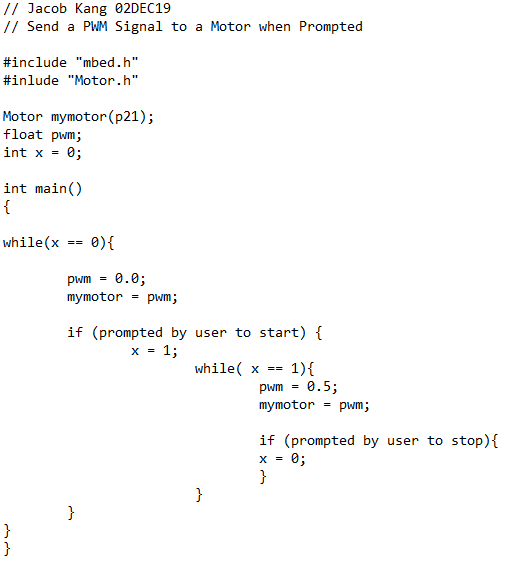 // Jacob Kang 02DEC19
// Send a PWM Signal to a Motor when Prompted
#include "mbed.h"
#inlude "Motor.h"
Motor mymotor(p21);
float pwm;
int x = 0;
int main()
{
while(x == 0){
pwm = 0.0;
mymotor = pwm;
if (prompted by user to start) {
x = 1;
while( x == 1){
pwm = 0.5;
mymotor = pwm;
if (prompted by user to stop){
x = 0;
}
}
}
}
}